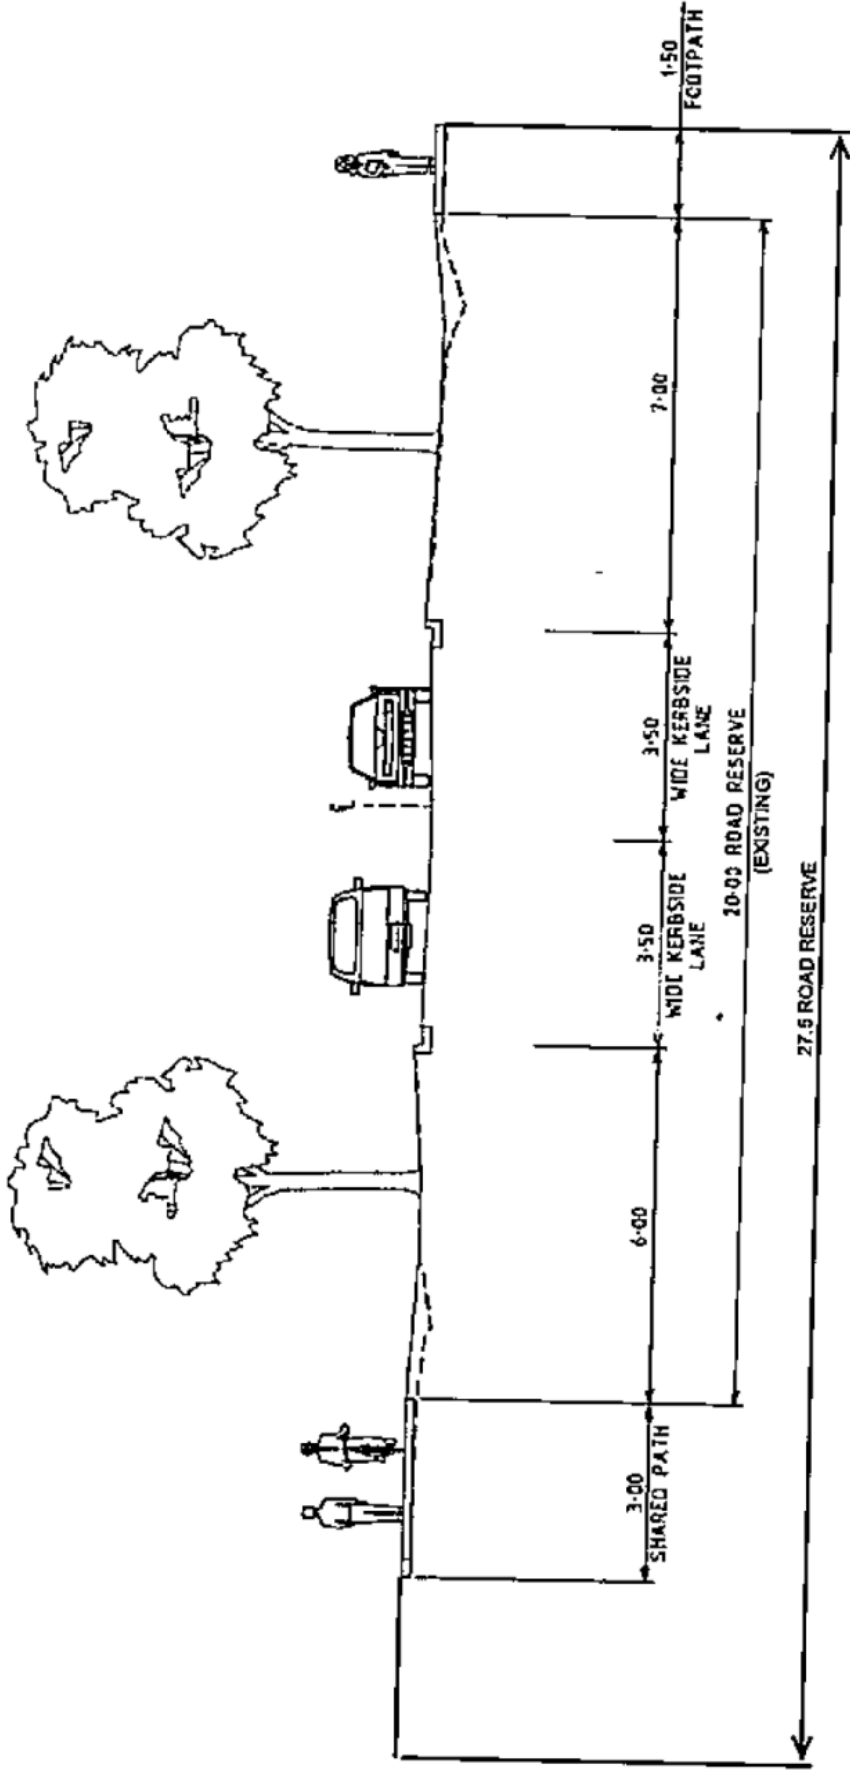 3·00
SHARED PATH
6·00
3·50
WIDE KERBSIDE
LANE
3·50
WIDE KERBSIDE
LANE
7·00
1·50
FOOTPATH
20·00 ROAD RESERVE
(EXISTING)
27.5 ROAD RESERVE